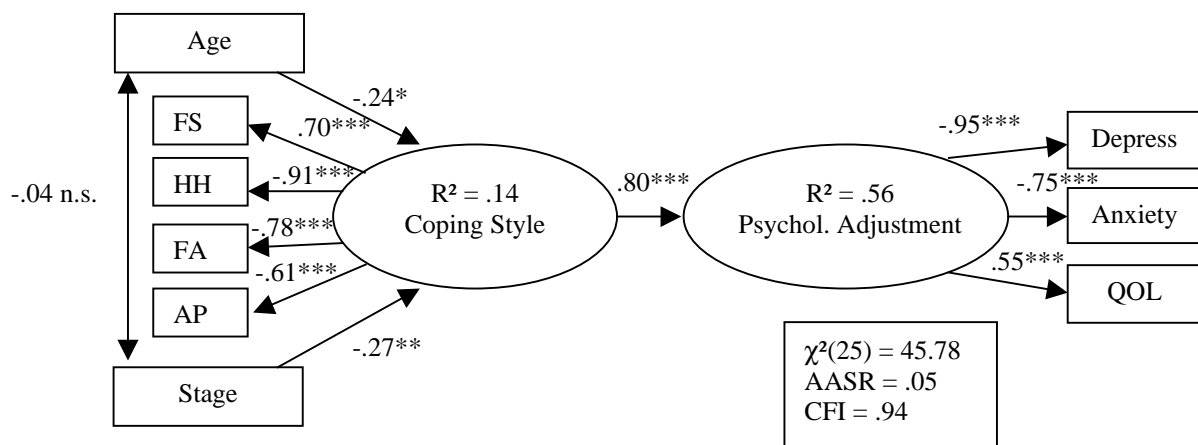 Age
-.24*
FS
.70***
HH
-.91***
-.04 n.s.
FA
-.78***
AP
-.61***
Stage
-.27**
R² = .14
Coping Style
.80***
R² = .56
Psychol. Adjustment
-.95***
Depress
-.75***
Anxiety
.55***
QOL
χ²(25) = 45.78
AASR = .05
CFI = .94